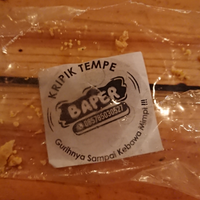 KRIPIK TEMPE
BAPER
Gurihnya Sampai Kebawa Mimpi !!!